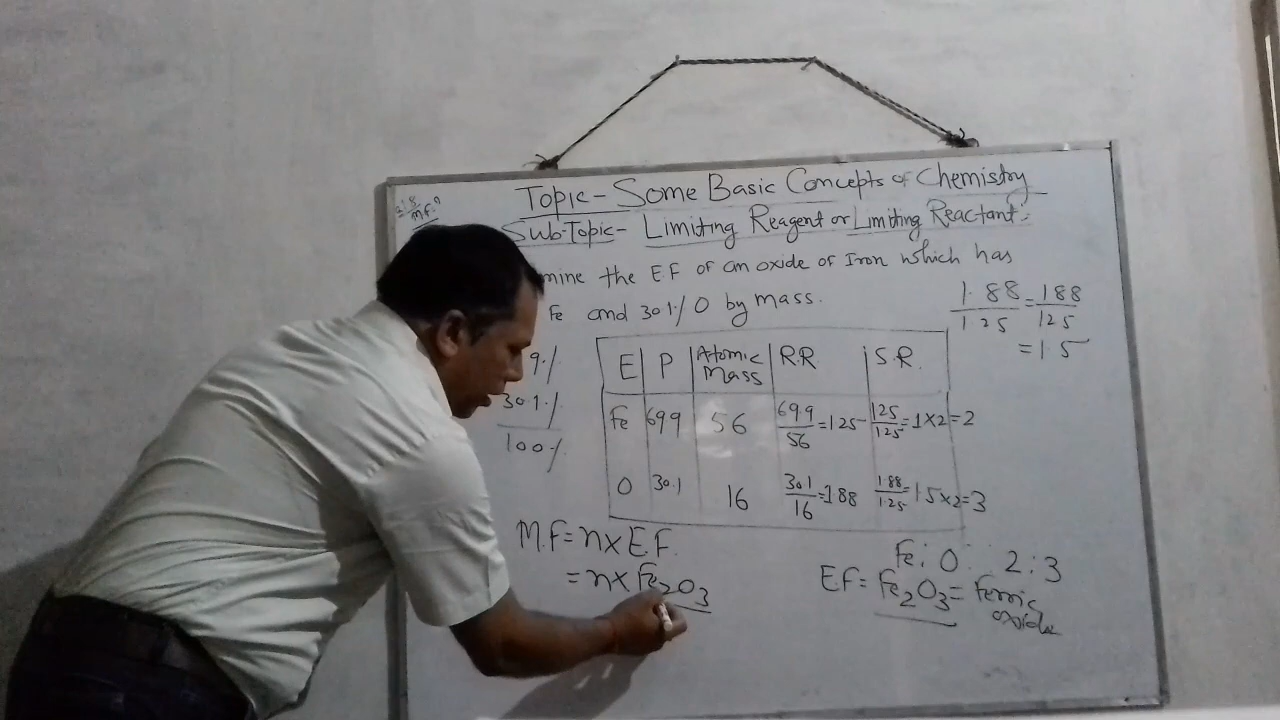 Topic-Some Basic Concepts of Chemistry
Sub-Topic- Limiting Reagent or Limiting Reactant:
mine the E.F of an oxide of Iron which has
Fe and 30.1% O by mass.
1.88/1.25 = 188/125
= 1.5
9%
30.1%
100%
E P Atomic Mass R.R S.R.
Fe 69.9 56 69.9/56 = 1.25 1.25/1.25 = 1 x 2 = 2
O 30.1 16 30.1/16 = 1.88 1.88/1.25 = 1.5 x 2 = 3
M.F = n x E.F.
= n x Fe2O3
Fe : O : 2 : 3
EF = Fe2O3 = Ferric
oxide